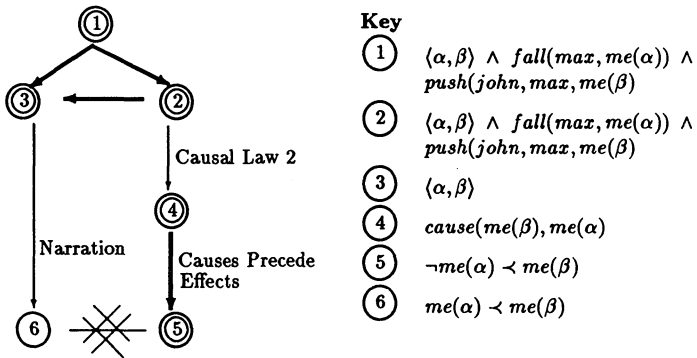 1
3
2
Causal Law 2
4
Narration
Causes Precede
Effects
6
5
Key
1 ⟨α, β⟩ ∧ fall(max, me(α)) ∧
push(john, max, me(β)
2 ⟨α, β⟩ ∧ fall(max, me(α)) ∧
push(john, max, me(β)
3 ⟨α, β⟩
4 cause(me(β), me(α)
5 ¬me(α) ≺ me(β)
6 me(α) ≺ me(β)